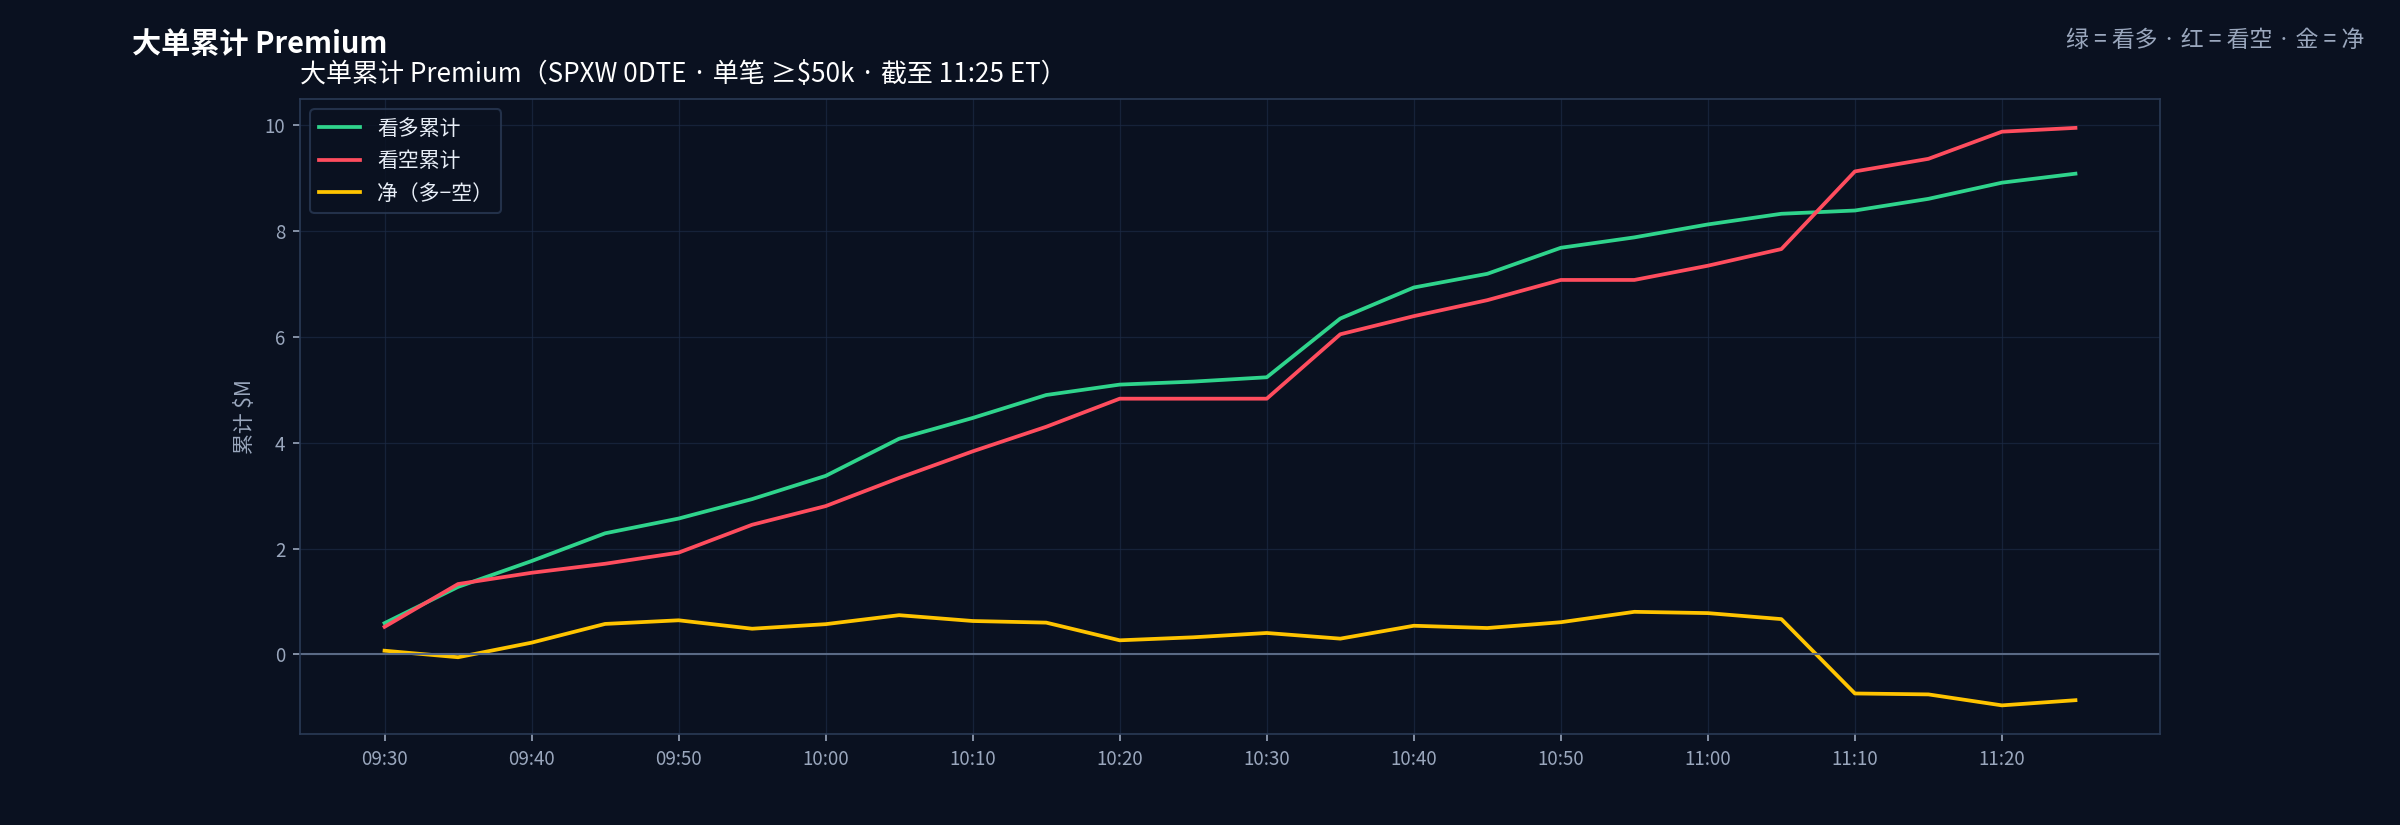 大单累计 Premium
绿 = 看多 · 红 = 看空 · 金 = 净
大单累计 Premium（SPXW 0DTE · 单笔 ≥$50k · 截至 11:25 ET）
看多累计
看空累计
净（多−空）
累计 $M
10
8
6
4
2
0
09:30 09:40 09:50 10:00 10:10 10:20 10:30 10:40 10:50 11:00 11:10 11:20